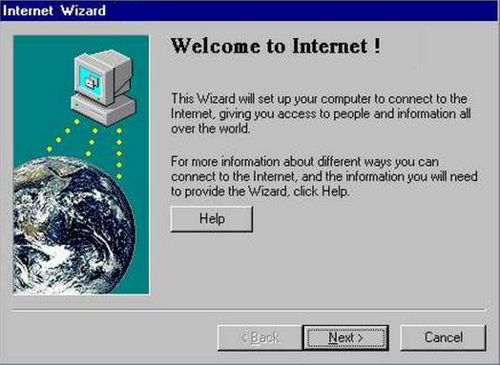 Internet Wizard
Welcome to Internet !
This Wizard will set up your computer to connect to the
Internet, giving you access to people and information all
over the world.
For more information about different ways you can
connect to the Internet, and the information you will need
to provide the Wizard, click Help.
Help
< Back
Next >
Cancel